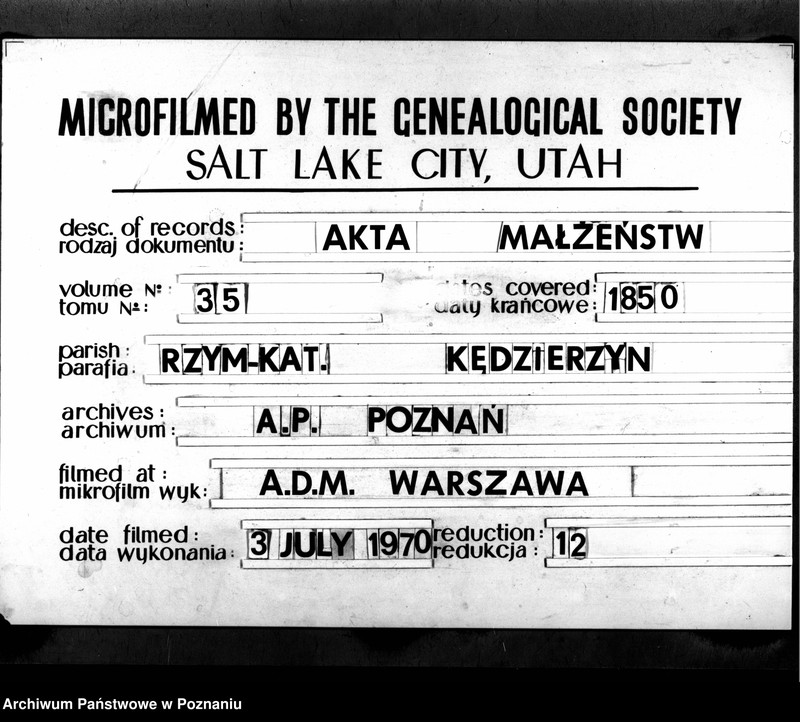 MICROFILMED BY THE GENEALOGICAL SOCIETY
SALT LAKE CITY, UTAH
desc. of records: AKTA MAŁŻEŃSTW
rodzaj dokumentu:
volume No: 35 dates covered: 1850
tomu No: daty krańcowe:
parish: RZYM-KAT. KĘDZIERZYN
parafia:
archives: A.P. POZNAŃ
archiwum:
filmed at: A.D.M. WARSZAWA
mikrofilm wyk:
date filmed: 3 JULY 1970 reduction: 12
data wykonania: redukcja:
Archiwum Państwowe w Poznaniu